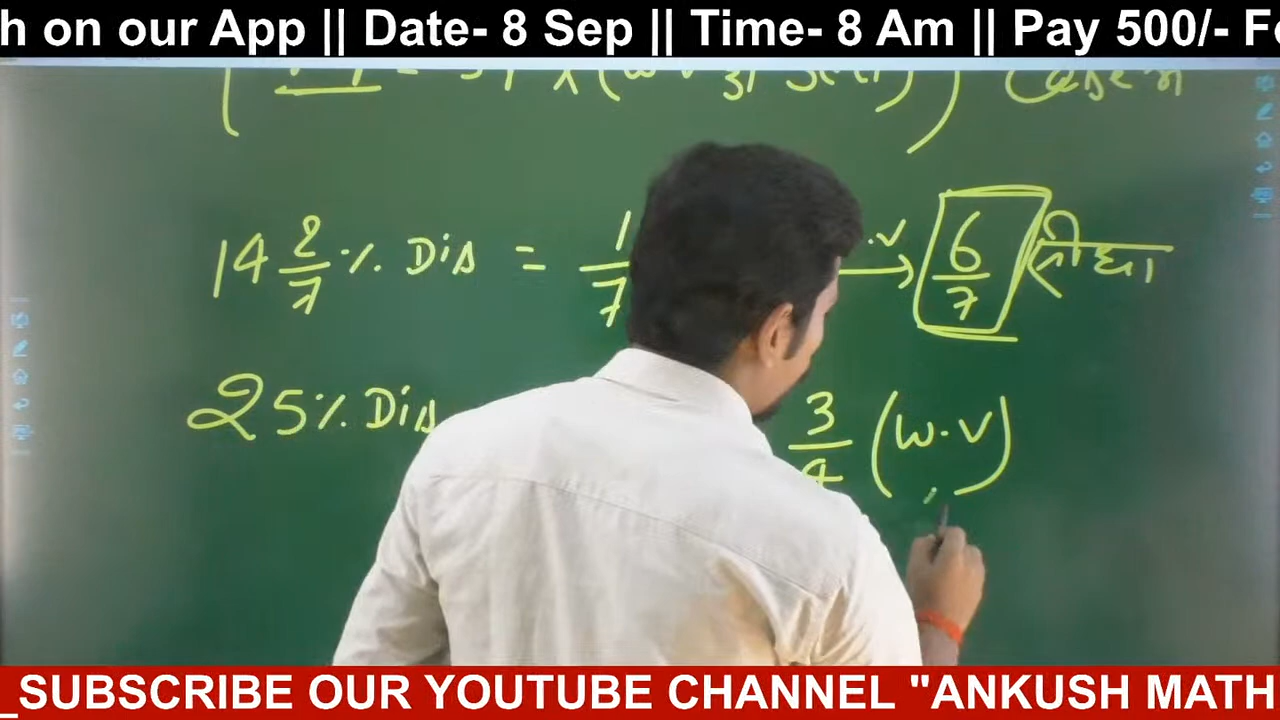 h on our App || Date- 8 Sep || Time- 8 Am || Pay 500/- Fe
14 2/7 % Dis = 1/7 .V → 6/7 सीधा
25% Dis 3/4 (W.V)
_SUBSCRIBE OUR YOUTUBE CHANNEL "ANKUSH MATH